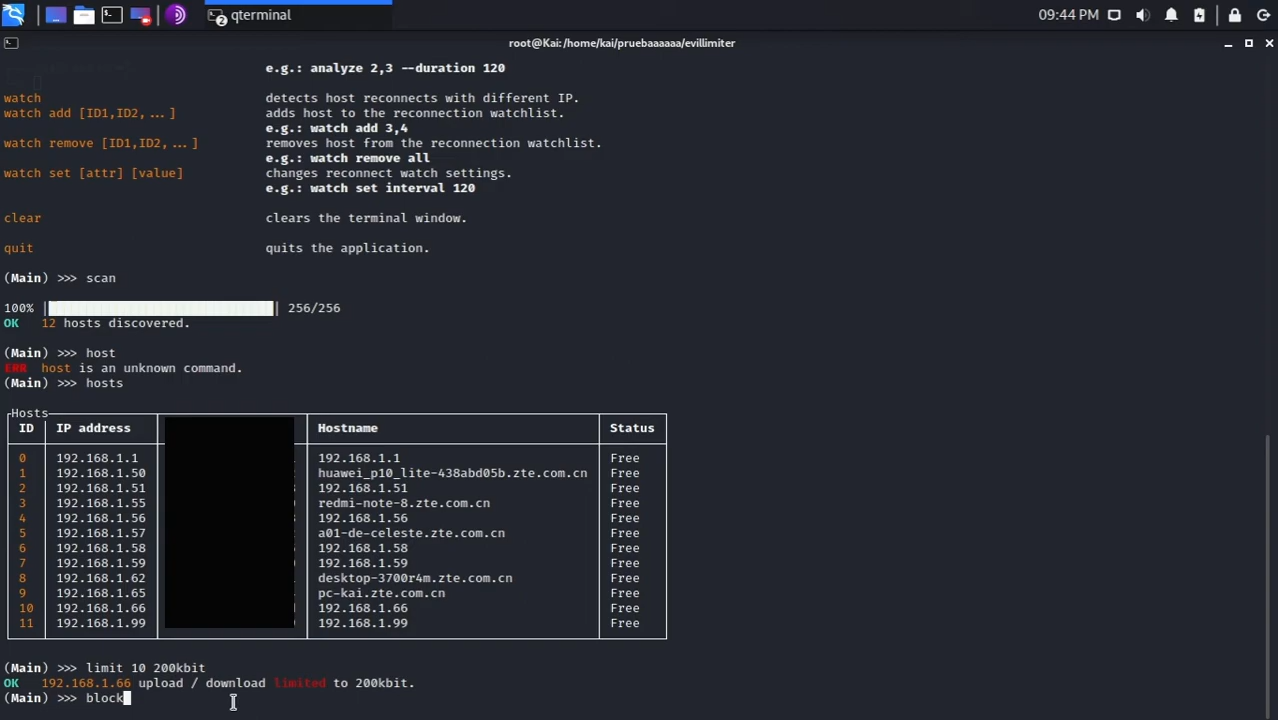 qterminal
09:44 PM
root@Kai:/home/kai/pruebaaaaaa/evillimiter
e.g.: analyze 2,3 --duration 120
watch detects host reconnects with different IP.
watch add [ID1,ID2,...] adds host to the reconnection watchlist.
e.g.: watch add 3,4
watch remove [ID1,ID2,...] removes host from the reconnection watchlist.
e.g.: watch remove all
watch set [attr] [value] changes reconnect watch settings.
e.g.: watch set interval 120
clear clears the terminal window.
quit quits the application.
(Main) >>> scan
100% | | 256/256
OK 12 hosts discovered.
(Main) >>> host
ERR host is an unknown command.
(Main) >>> hosts
Hosts
ID IP address Hostname Status
0 192.168.1.1 192.168.1.1 Free
1 192.168.1.50 huawei_p10_lite-438abd05b.zte.com.cn Free
2 192.168.1.51 192.168.1.51 Free
3 192.168.1.55 redmi-note-8.zte.com.cn Free
4 192.168.1.56 192.168.1.56 Free
5 192.168.1.57 a01-de-celeste.zte.com.cn Free
6 192.168.1.58 192.168.1.58 Free
7 192.168.1.59 192.168.1.59 Free
8 192.168.1.62 desktop-3700r4m.zte.com.cn Free
9 192.168.1.65 pc-kai.zte.com.cn Free
10 192.168.1.66 192.168.1.66 Free
11 192.168.1.99 192.168.1.99 Free
(Main) >>> limit 10 200kbit
OK 192.168.1.66 upload / download limited to 200kbit.
(Main) >>> block